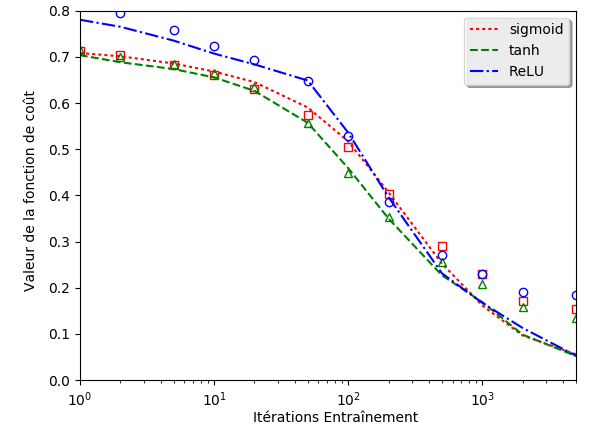 0.8
0.7
0.6
0.5
0.4
0.3
0.2
0.1
0.0
Valeur de la fonction de coût
sigmoid
tanh
ReLU
10⁰ 10¹ 10² 10³
Itérations Entraînement